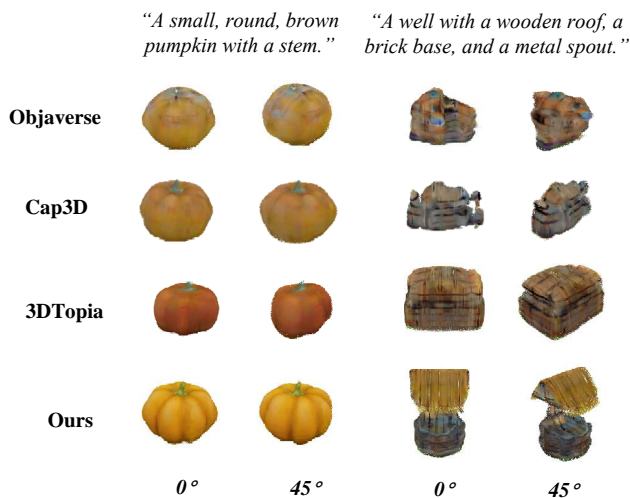 “A small, round, brown
pumpkin with a stem.”
“A well with a wooden roof, a
brick base, and a metal spout.”
Objaverse
Cap3D
3DTopia
Ours
0° 45° 0° 45°